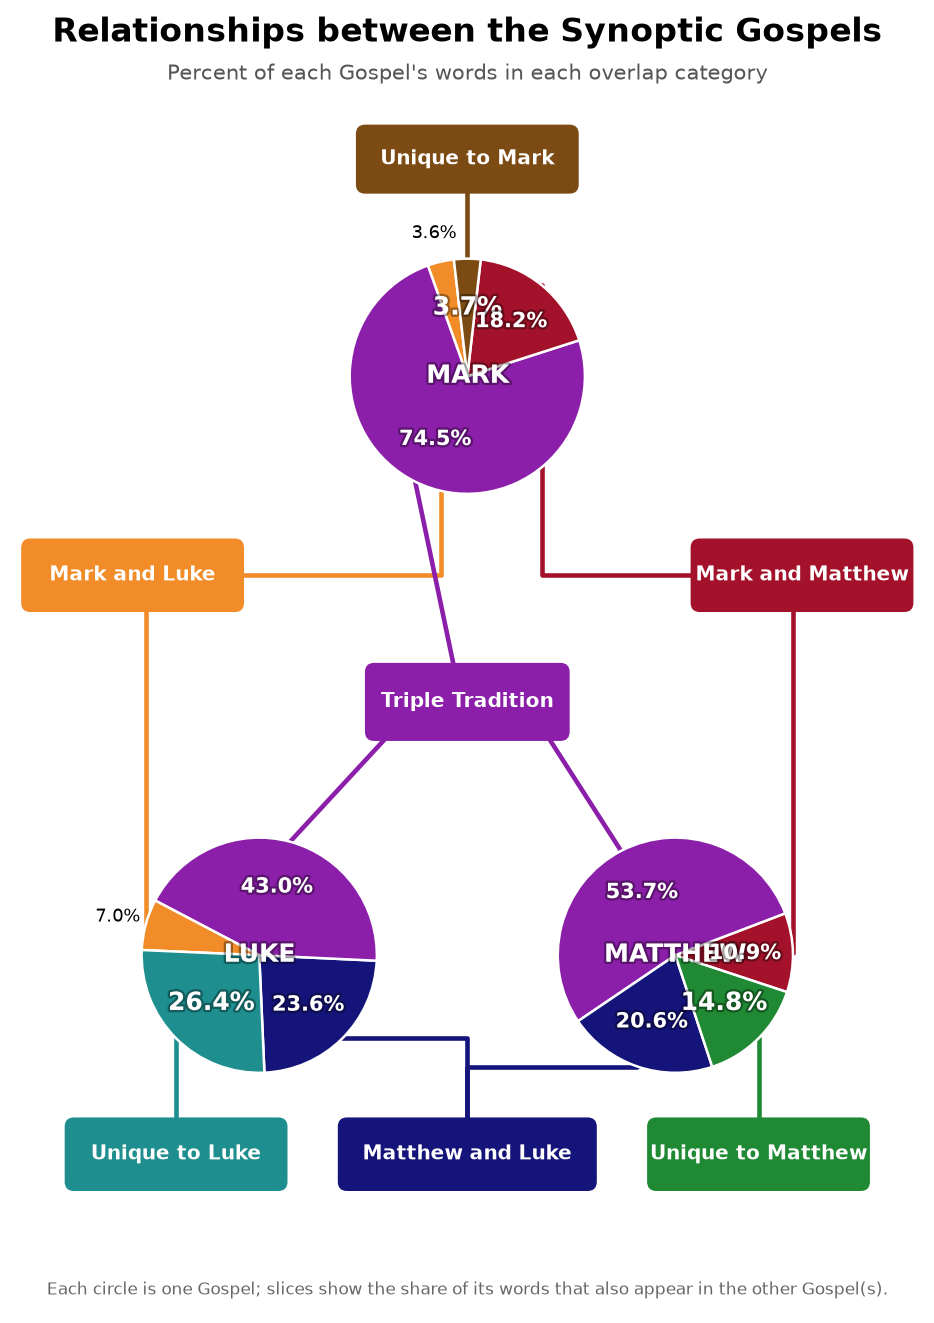 Relationships between the Synoptic Gospels
Percent of each Gospel's words in each overlap category
Unique to Mark
3.6%
3.7%
18.2%
MARK
74.5%
Mark and Luke
Mark and Matthew
Triple Tradition
43.0%
53.7%
7.0%
LUKE
MATTHEW
10.9%
26.4%
23.6%
14.8%
20.6%
Unique to Luke
Matthew and Luke
Unique to Matthew
Each circle is one Gospel; slices show the share of its words that also appear in the other Gospel(s).